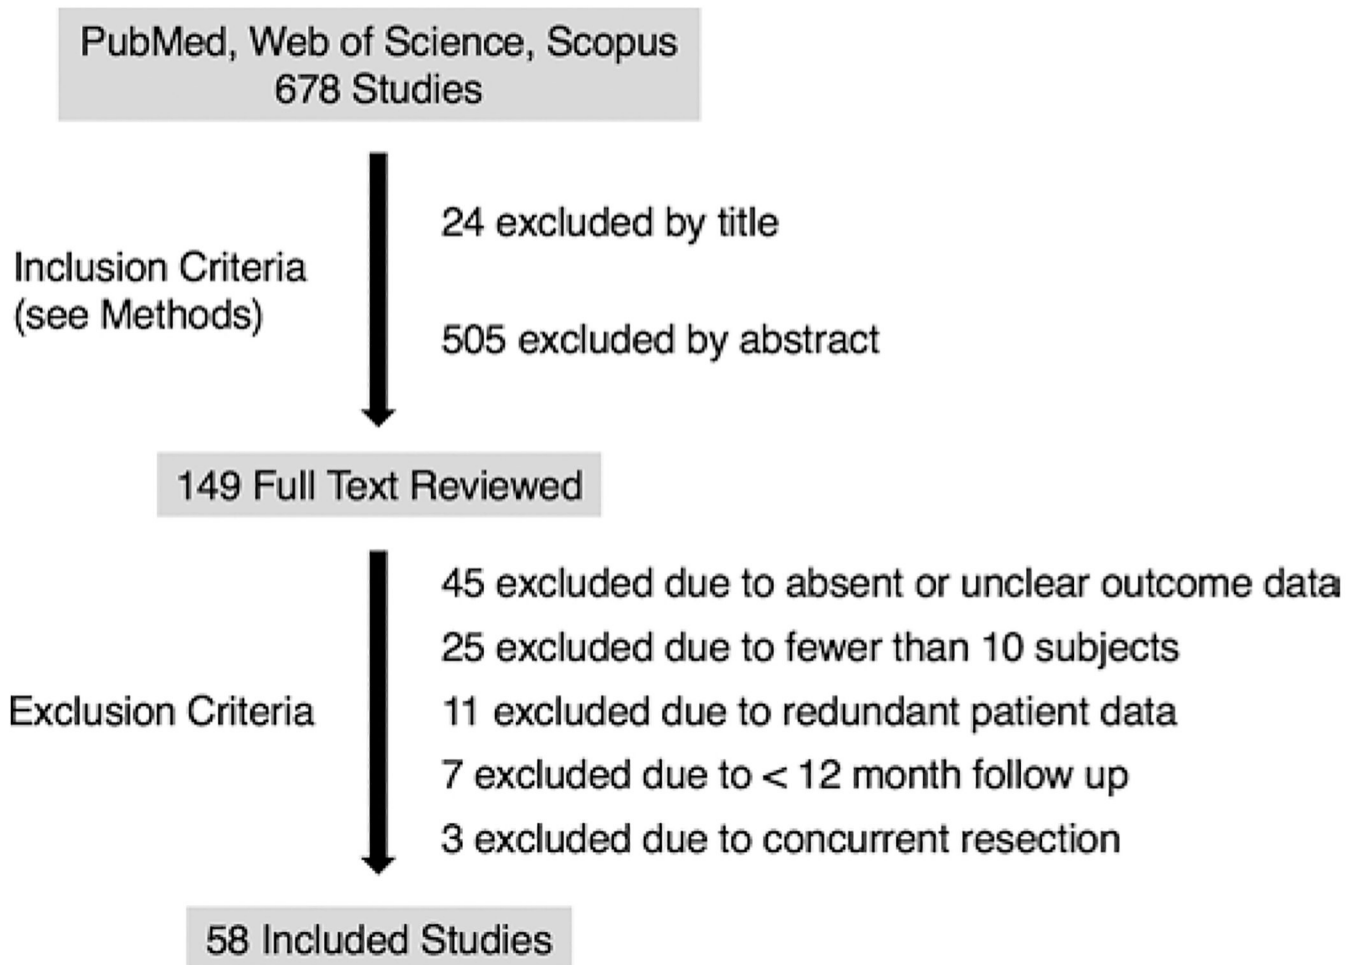 PubMed, Web of Science, Scopus
678 Studies
24 excluded by title
Inclusion Criteria
(see Methods)
505 excluded by abstract
149 Full Text Reviewed
45 excluded due to absent or unclear outcome data
25 excluded due to fewer than 10 subjects
Exclusion Criteria
11 excluded due to redundant patient data
7 excluded due to < 12 month follow up
3 excluded due to concurrent resection
58 Included Studies